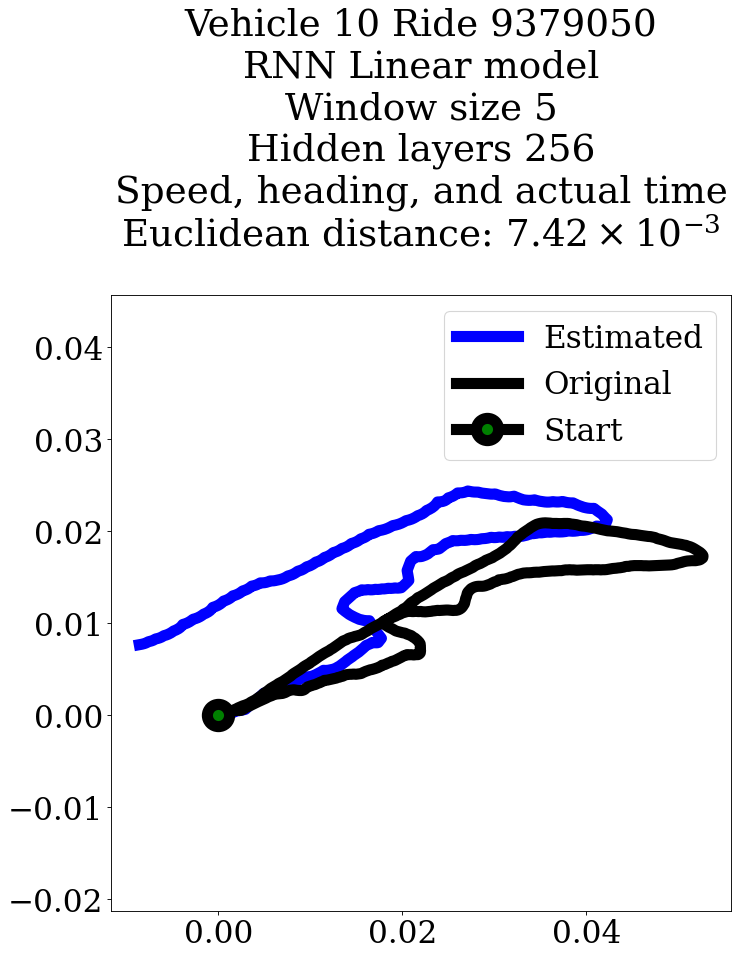 Vehicle 10 Ride 9379050
RNN Linear model
Window size 5
Hidden layers 256
Speed, heading, and actual time
Euclidean distance: 7.42 × 10⁻³
Estimated
Original
Start
0.04
0.03
0.02
0.01
0.00
−0.01
−0.02
0.00 0.02 0.04